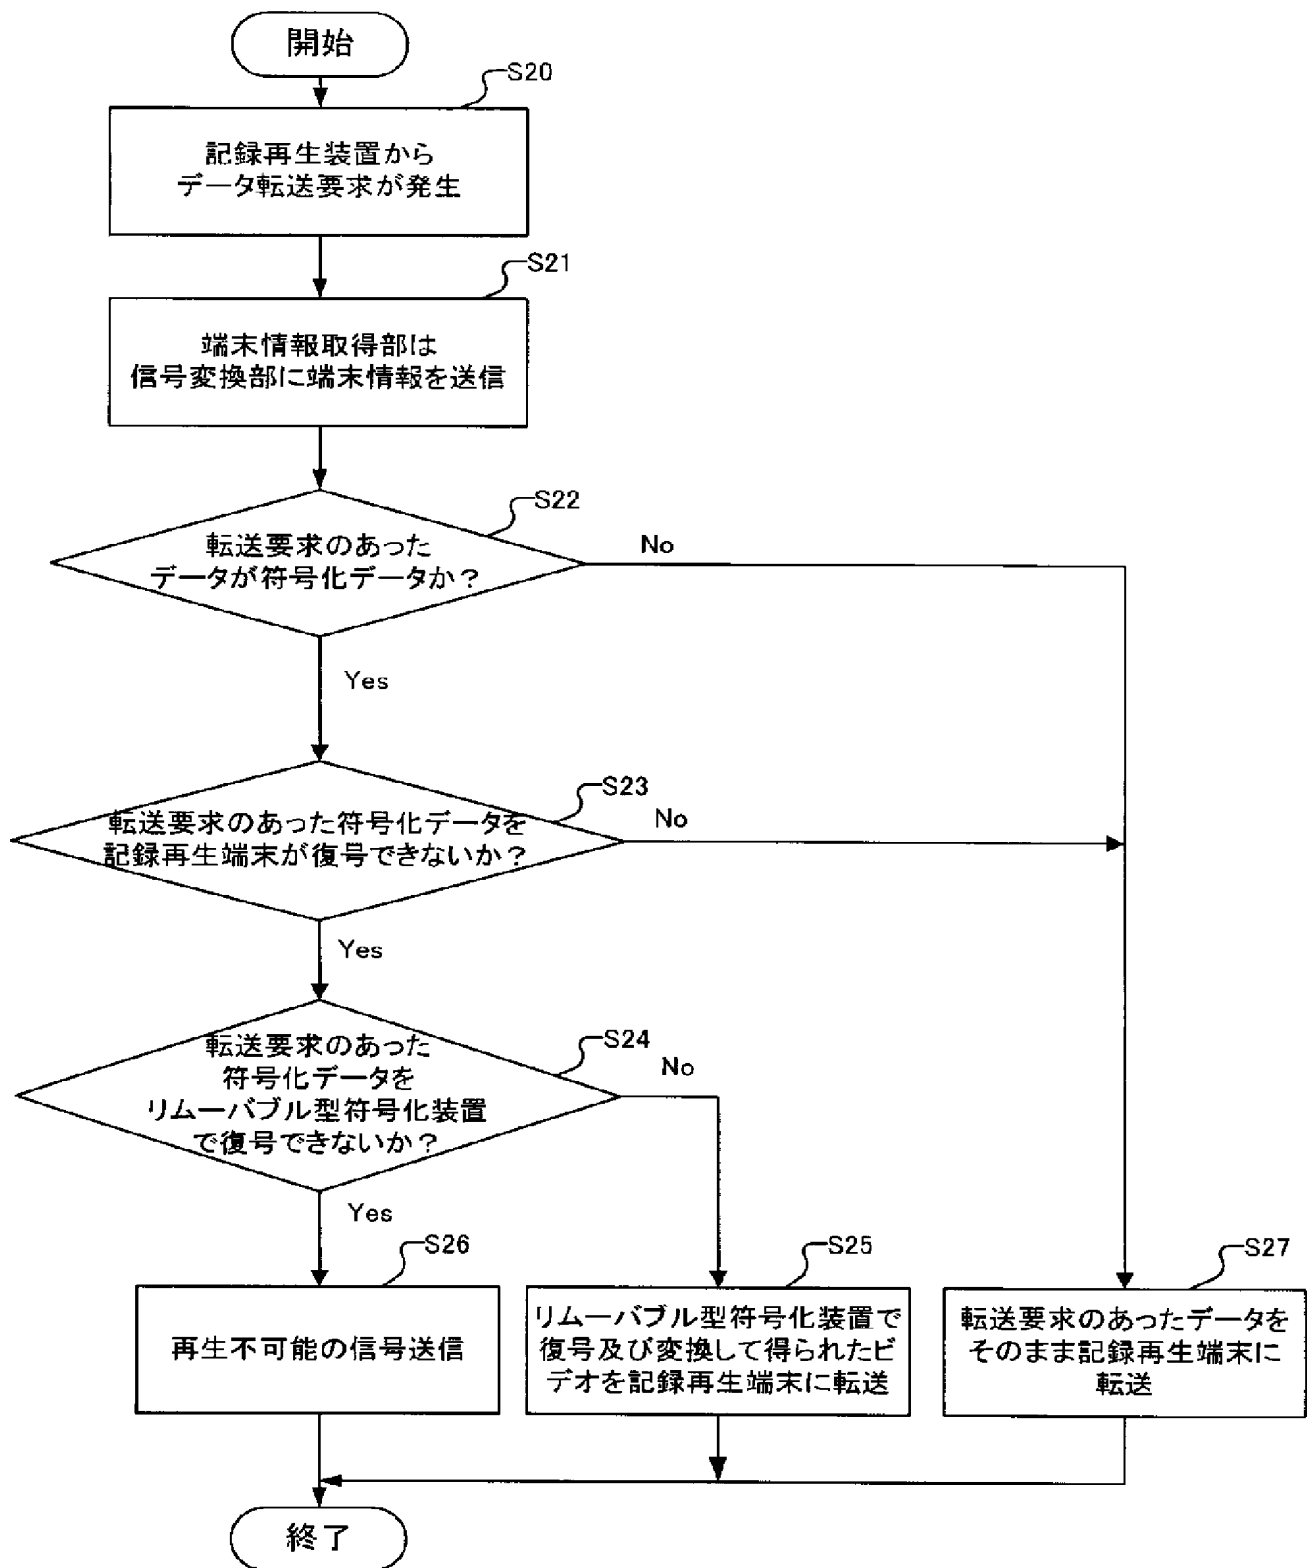 開始
S20
記録再生装置から
データ転送要求が発生
S21
端末情報取得部は
信号変換部に端末情報を送信
S22
転送要求のあった
データが符号化データか？
No
Yes
S23
転送要求のあった符号化データを
記録再生端末が復号できないか？
No
Yes
S24
転送要求のあった
符号化データを
リムーバブル型符号化装置
で復号できないか？
No
Yes
S26
再生不可能の信号送信
S25
リムーバブル型符号化装置で
復号及び変換して得られたビ
デオを記録再生端末に転送
S27
転送要求のあったデータを
そのまま記録再生端末に
転送
終了